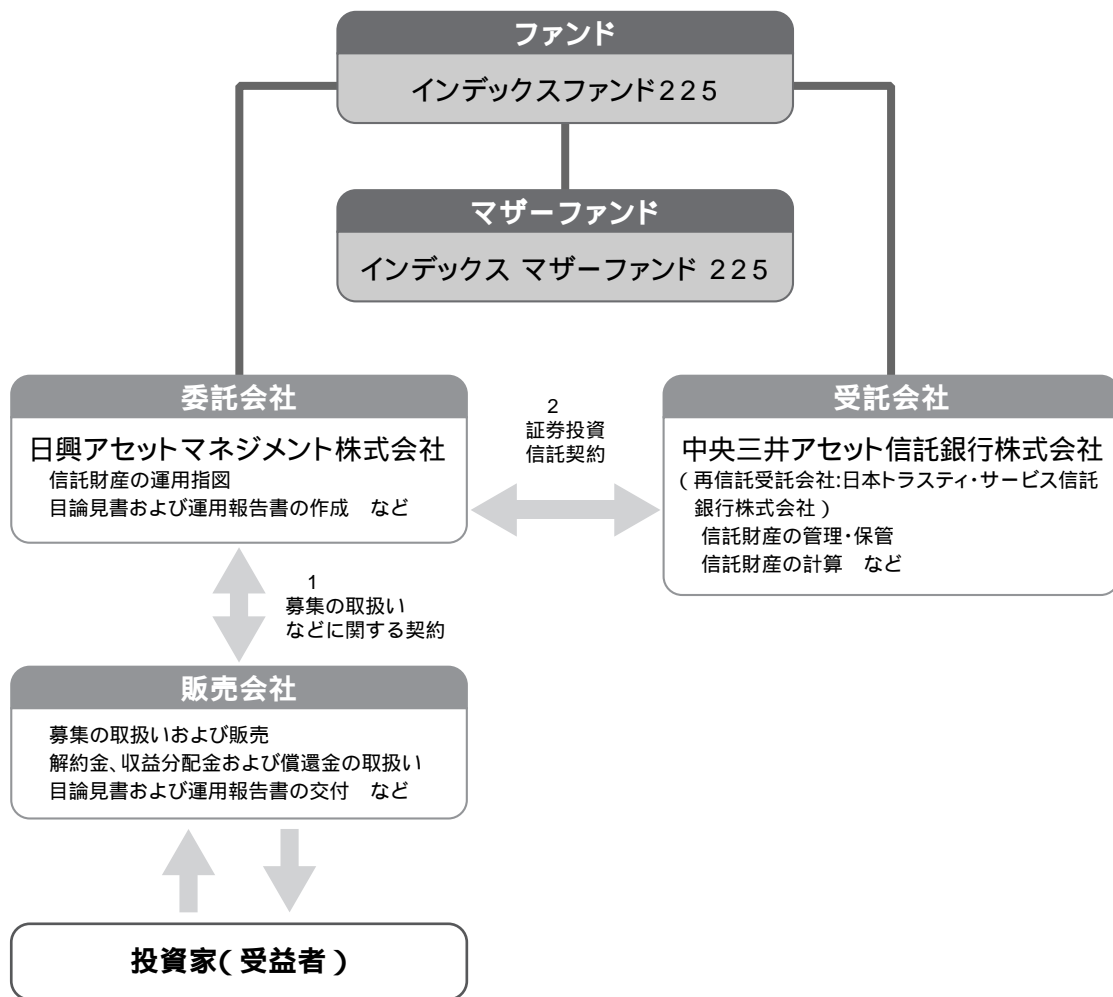 ファンド
インデックスファンド225
マザーファンド
インデックス マザーファンド 225
委託会社
日興アセットマネジメント株式会社
信託財産の運用指図
目論見書および運用報告書の作成　など
2
証券投資
信託契約
受託会社
中央三井アセット信託銀行株式会社
(再信託受託会社:日本トラスティ・サービス信託
銀行株式会社)
信託財産の管理・保管
信託財産の計算　など
1
募集の取扱い
などに関する契約
販売会社
募集の取扱いおよび販売
解約金、収益分配金および償還金の取扱い
目論見書および運用報告書の交付　など
投資家(受益者)